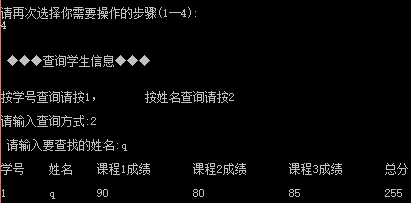 请再次选择你需要操作的步骤(1—4):
4
◆◆◆查询学生信息◆◆◆
按学号查询请按1, 按姓名查询请按2
请输入查询方式:2
请输入要查找的姓名:q
学号 姓名 课程1成绩 课程2成绩 课程3成绩 总分
1 q 90 80 85 255